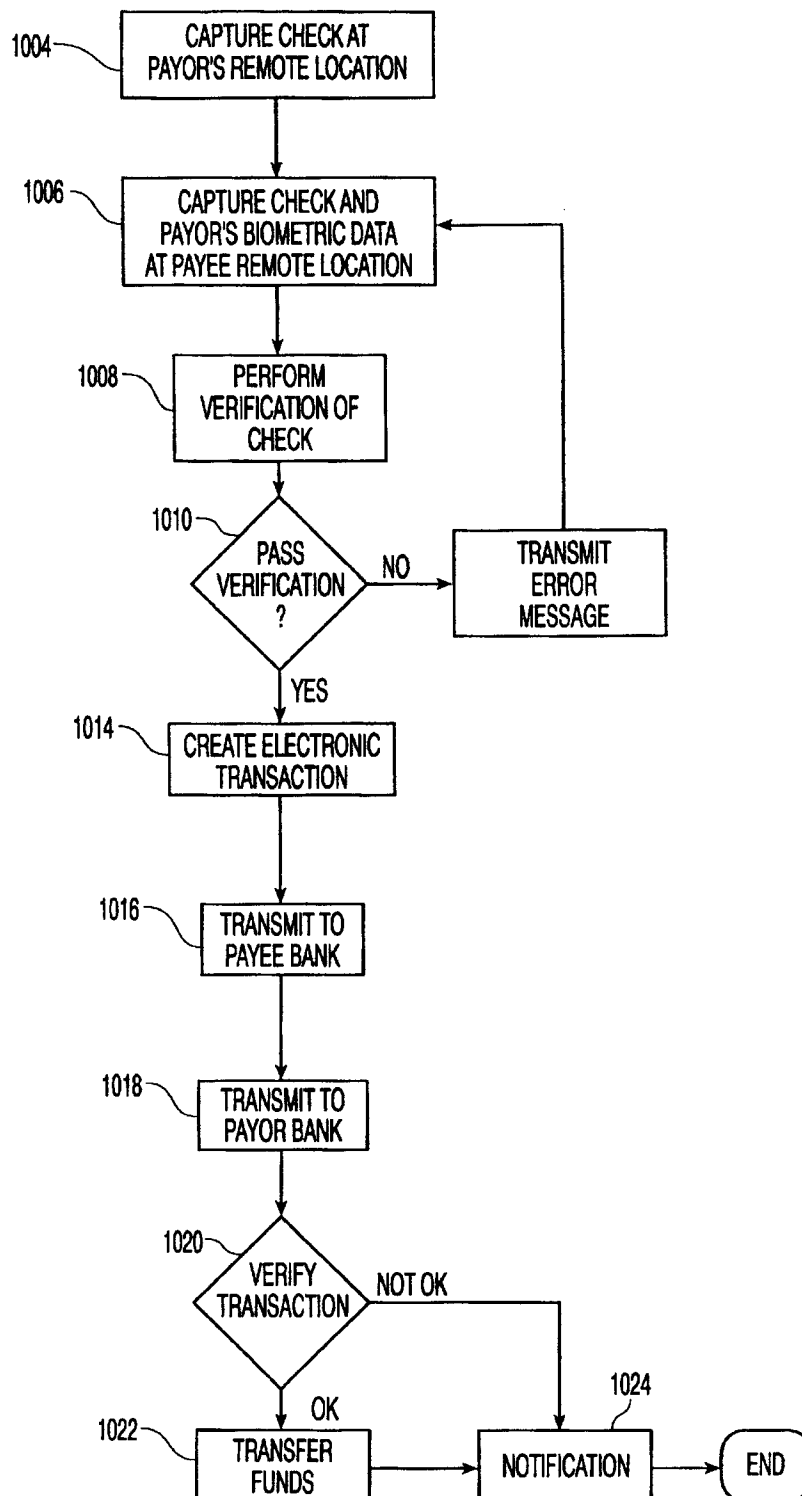 1004
CAPTURE CHECK AT
PAYOR'S REMOTE LOCATION
1006
CAPTURE CHECK AND
PAYOR'S BIOMETRIC DATA
AT PAYEE REMOTE LOCATION
1008
PERFORM
VERIFICATION OF
CHECK
1010
PASS
VERIFICATION
?
NO
TRANSMIT
ERROR
MESSAGE
YES
1014
CREATE ELECTRONIC
TRANSACTION
1016
TRANSMIT TO
PAYEE BANK
1018
TRANSMIT TO
PAYOR BANK
1020
VERIFY
TRANSACTION
NOT OK
OK
1022
TRANSFER
FUNDS
1024
NOTIFICATION
END